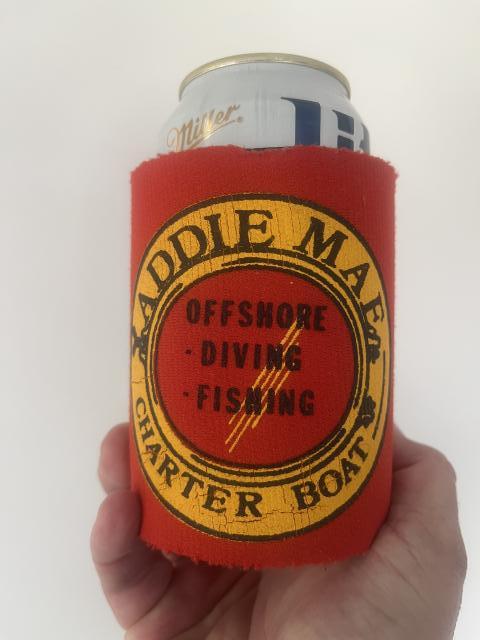 Miller
ADDIE MAE
OFFSHORE
· DIVING
· FISHING
CHARTER BOAT